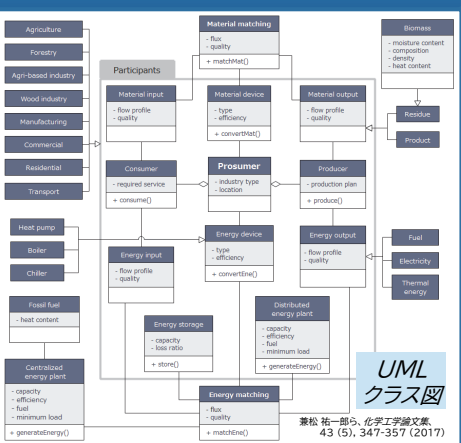 Agriculture
Forestry
Agri-based industry
Wood industry
Manufacturing
Commercial
Residential
Transport
Participants
Material matching
- flux
- quality
+ matchMat()
Biomass
- moisture content
- composition
- density
- heat content
Residue
Product
Material input
- flow profile
- quality
Material device
- type
- efficiency
+ convertMat()
Material output
- flow profile
- quality
Consumer
- required service
+ consume()
Prosumer
- industry type
- location
Producer
- production plan
+ produce()
Heat pump
Boiler
Chiller
Energy input
- flow profile
- quality
Energy device
- type
- efficiency
+ convertEne()
Energy output
- flow profile
- quality
Fuel
Electricity
Thermal
energy
Fossil fuel
- heat content
Energy storage
- capacity
- loss ratio
+ store()
Distributed
energy plant
- capacity
- efficiency
- fuel
- minimum load
+ generateEnergy()
Centralized
energy plant
- capacity
- efficiency
- fuel
- minimum load
+ generateEnergy()
Energy matching
- flux
- quality
+ matchEne()
UML
クラス図
兼松 祐一郎ら、化学工学論文集、
43 (5), 347-357 (2017)